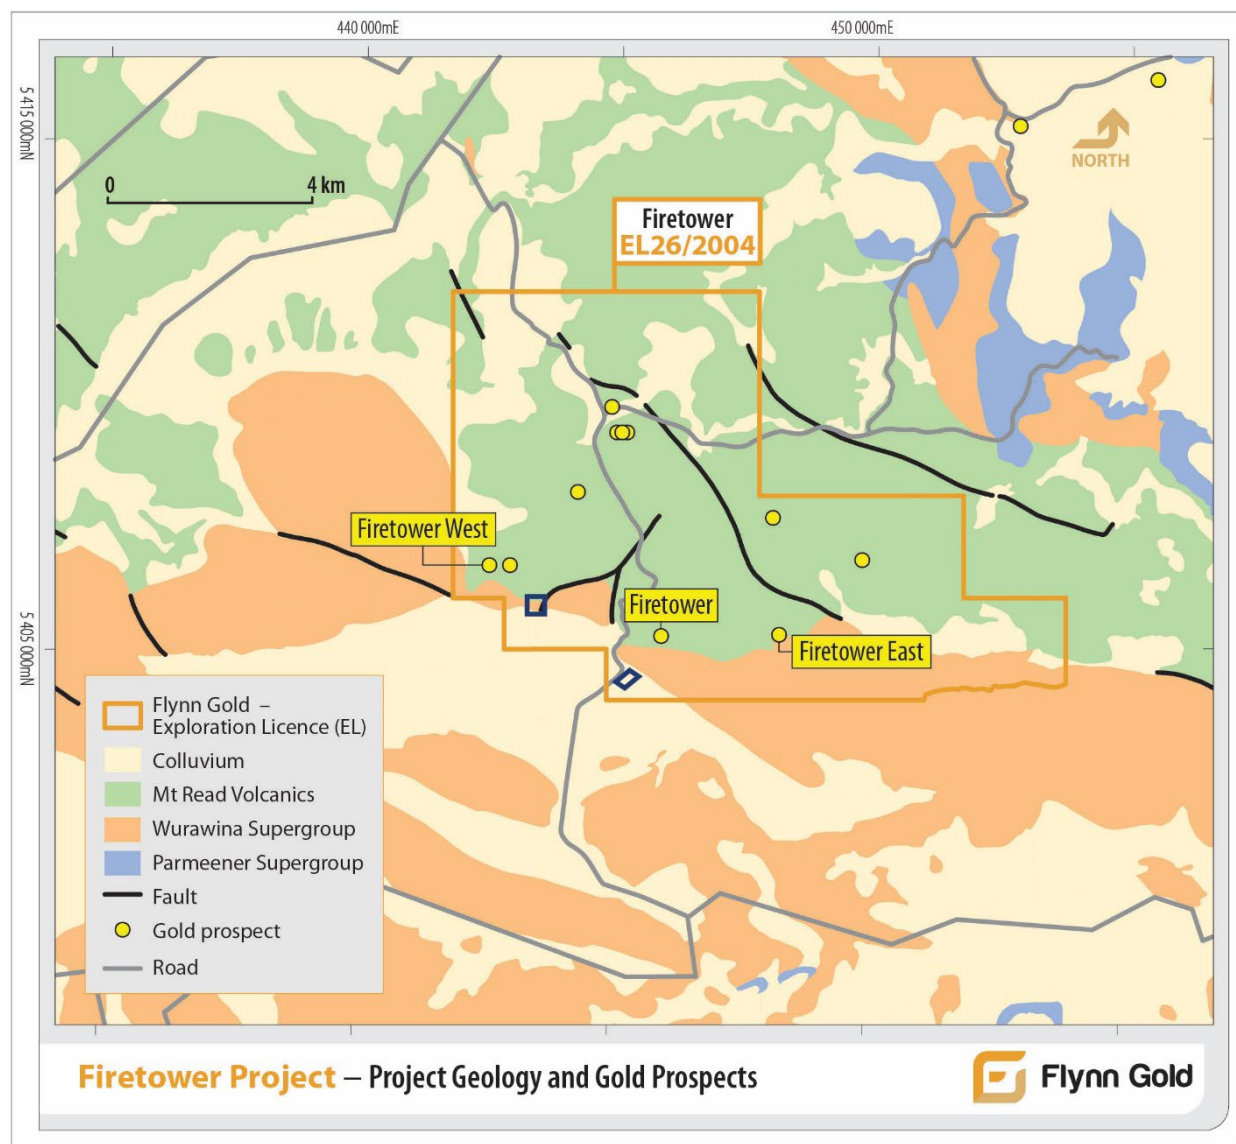 440 000mE
450 000mE
5 415 000mN
NORTH
0 4 km
Firetower
EL26/2004
Firetower West
Firetower
Firetower East
5 405 000mN
Flynn Gold –
Exploration Licence (EL)
Colluvium
Mt Read Volcanics
Wurawina Supergroup
Parmeener Supergroup
Fault
Gold prospect
Road
Firetower Project – Project Geology and Gold Prospects
Flynn Gold